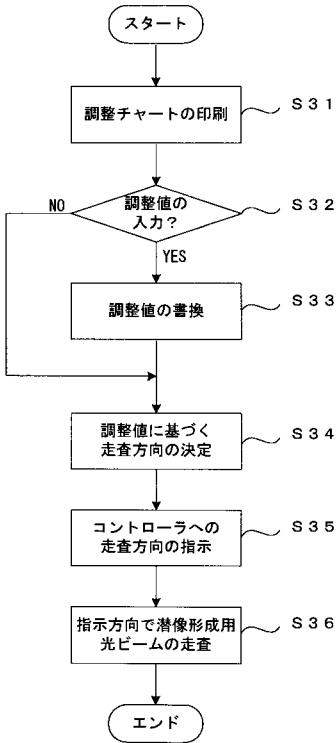 スタート
調整チャートの印刷
S31
調整値の
入力？
S32
NO
YES
調整値の書換
S33
調整値に基づく
走査方向の決定
S34
コントローラへの
走査方向の指示
S35
指示方向で潜像形成用
光ビームの走査
S36
エンド